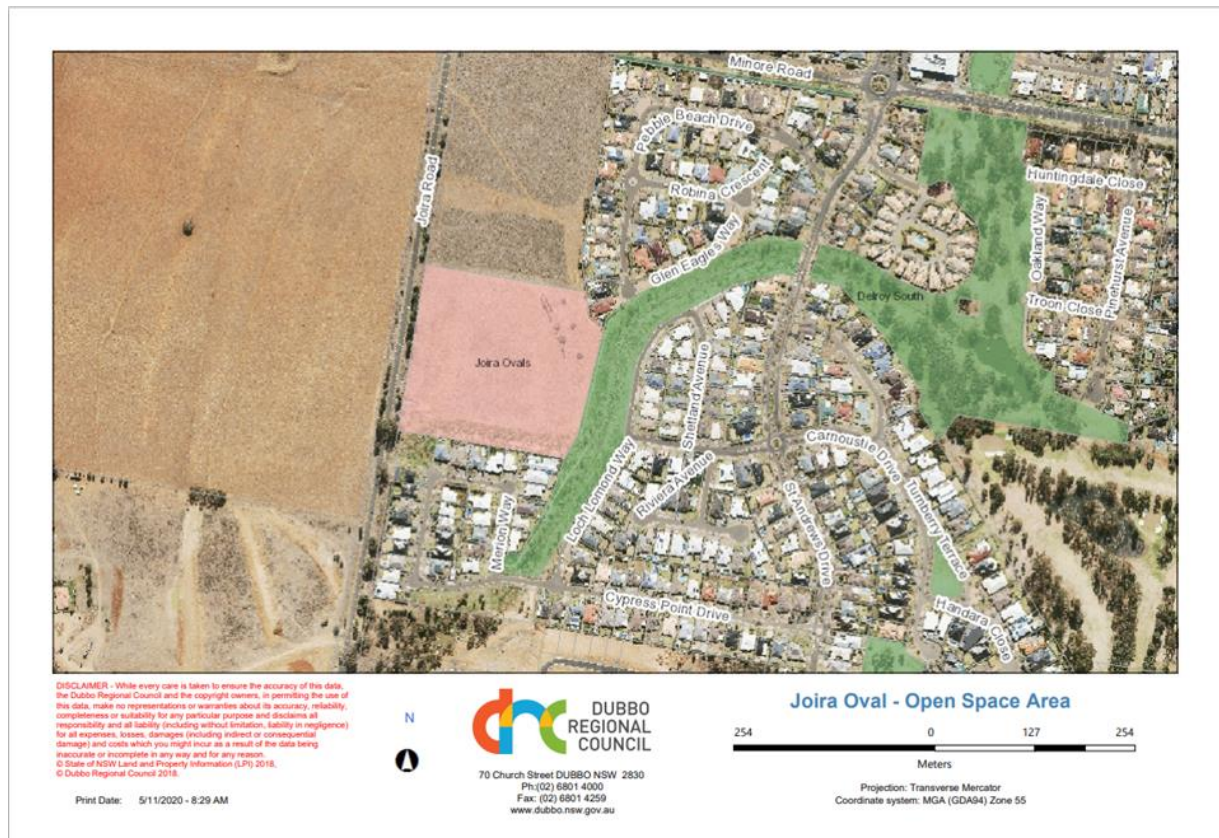 Minore Road
Pebble Beach Drive
Joira Road
Robina Crescent
Huntingdale Close
Oakland Way
Pinehurst Avenue
Glen Eagles Way
Delroy South
Troon Close
Joira Ovals
Shetland Avenue
Carnoustie Drive
Loch Lomond Way
Riviera Avenue
Turnberry Terrace
St Andrews Drive
Merion Way
Cypress Point Drive
Handara Close
DISCLAIMER - While every care is taken to ensure the accuracy of this data,
the Dubbo Regional Council and the copyright owners, in permitting the use of
this data, make no representations or warranties about its accuracy, reliability,
completeness or suitability for any particular purpose and disclaims all
responsibility and all liability (including without limitation, liability in negligence)
for all expenses, losses, damages (including indirect or consequential
damage) and costs which you might incur as a result of the data being
inaccurate or incomplete in any way and for any reason.
© State of NSW Land and Property Information (LPI) 2018,
© Dubbo Regional Council 2018.
Print Date: 5/11/2020 - 8:29 AM
N
drc
DUBBO
REGIONAL
COUNCIL
70 Church Street DUBBO NSW 2830
Ph:(02) 6801 4000
Fax: (02) 6801 4259
www.dubbo.nsw.gov.au
Joira Oval - Open Space Area
254 0 127 254
Meters
Projection: Transverse Mercator
Coordinate system: MGA (GDA94) Zone 55